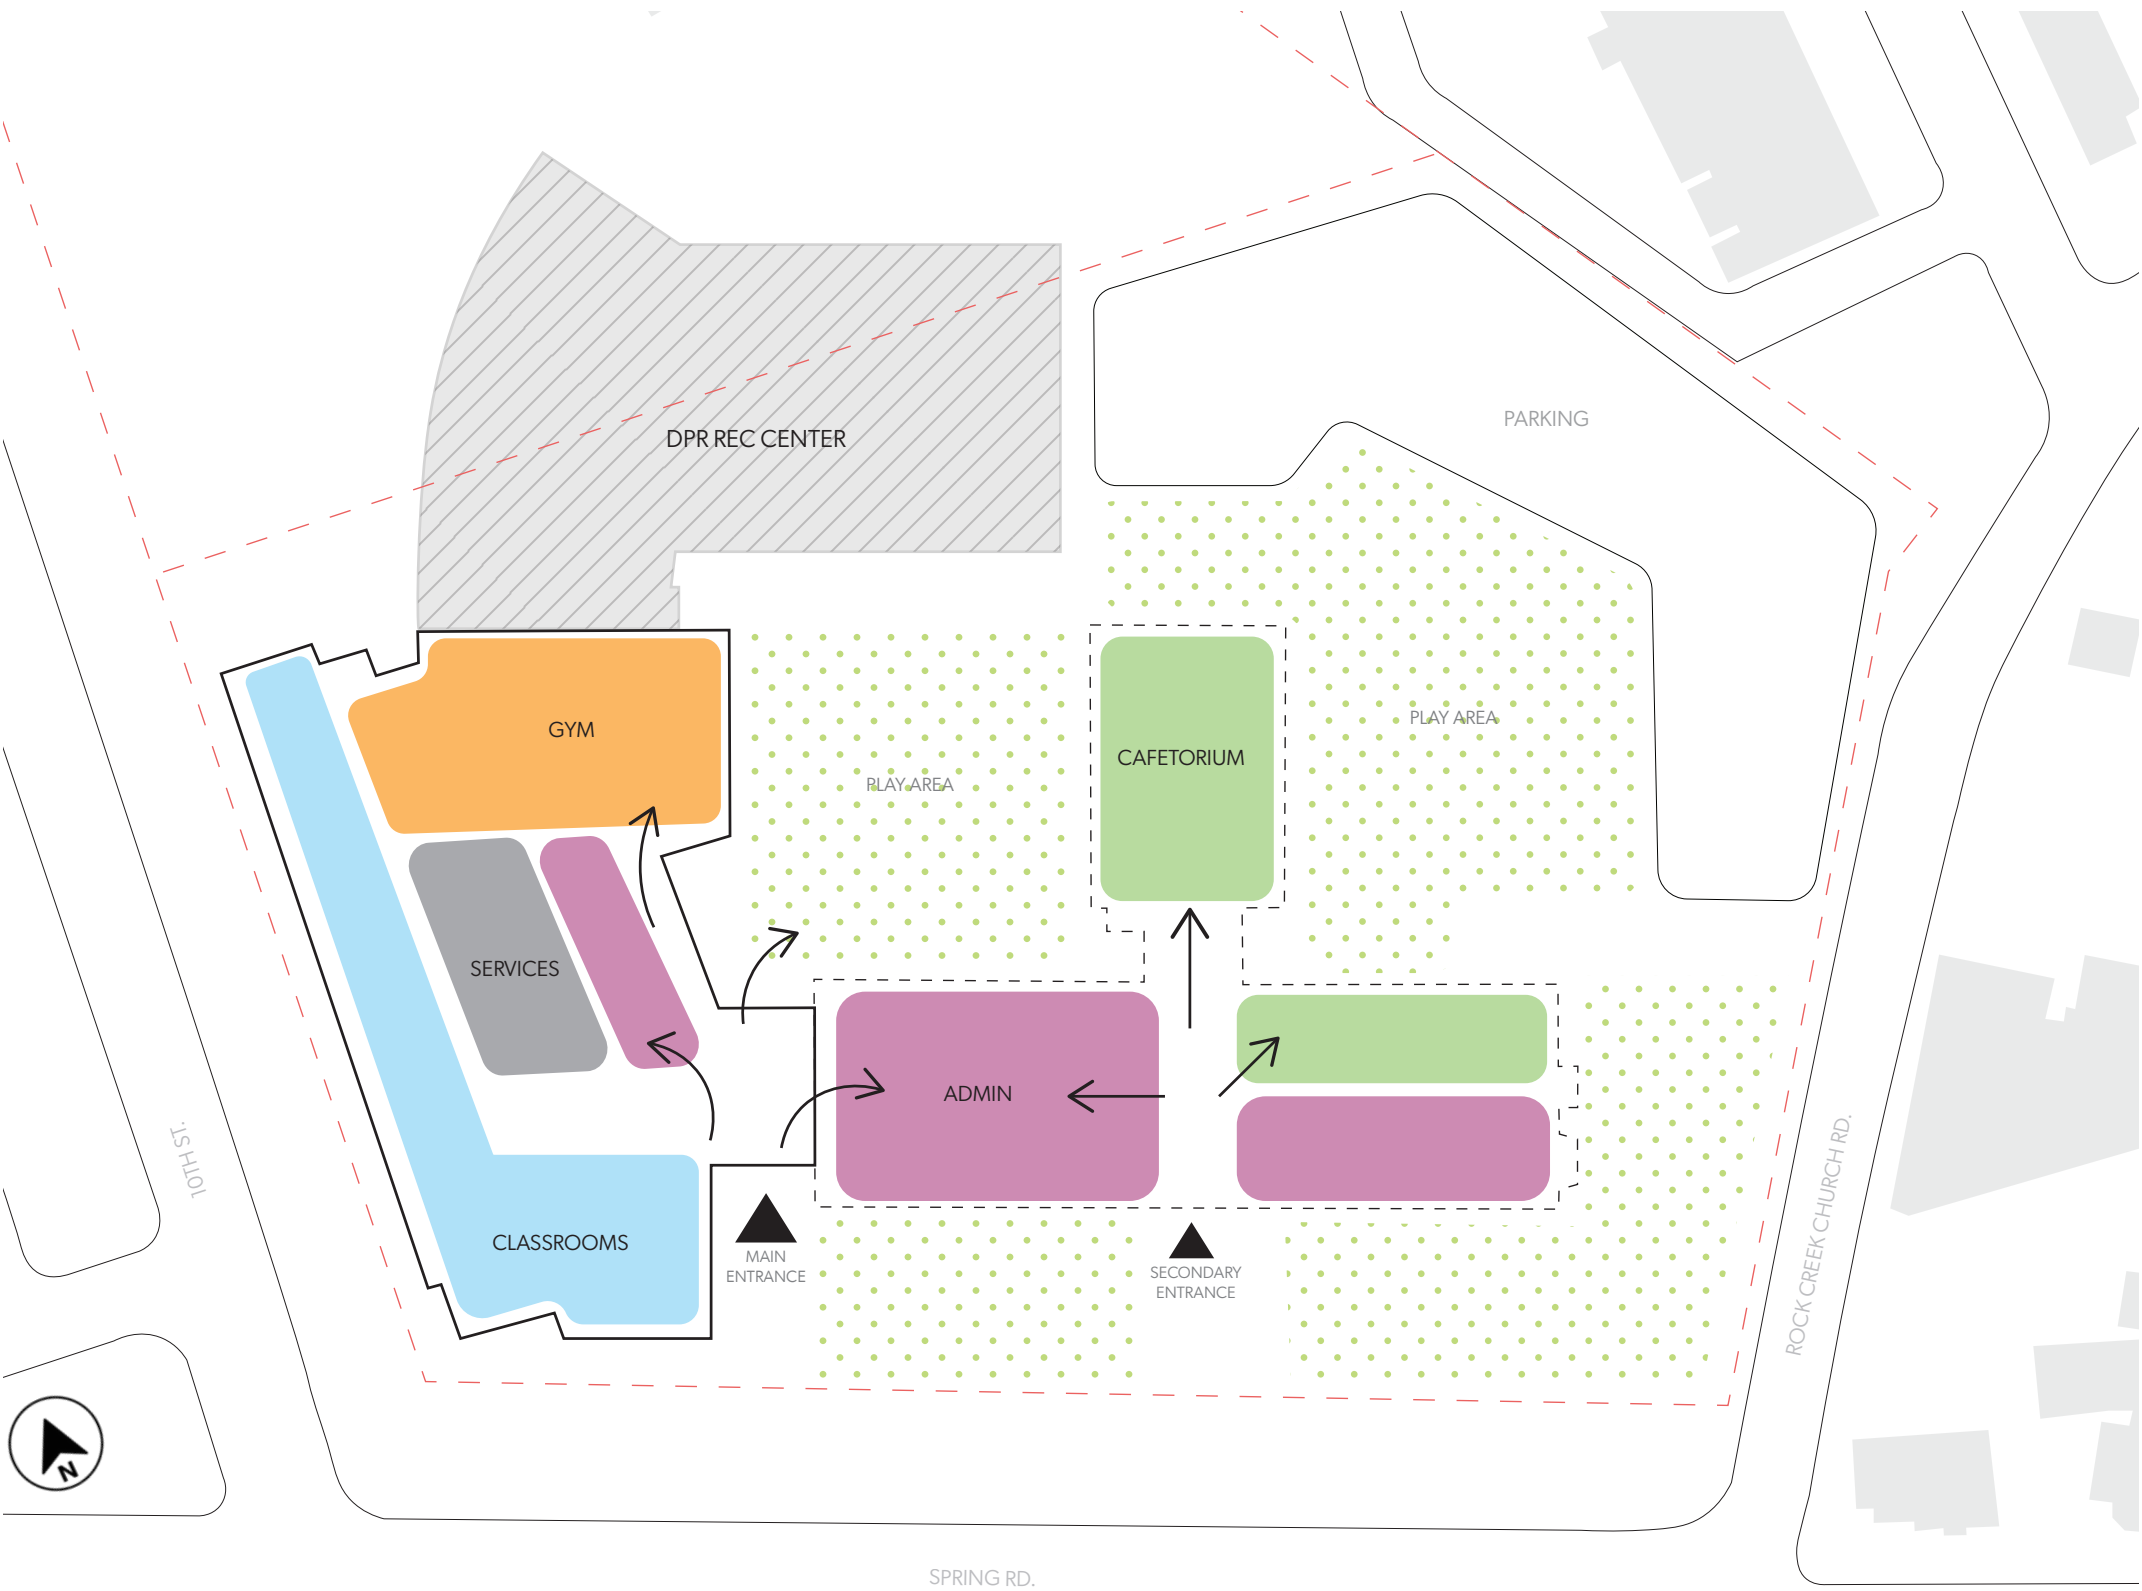 DPR REC CENTER
PARKING
GYM
PLAY AREA
CAFETORIUM
PLAY AREA
SERVICES
ADMIN
CLASSROOMS
MAIN
ENTRANCE
SECONDARY
ENTRANCE
10TH ST.
ROCK CREEK CHURCH RD.
N
SPRING RD.